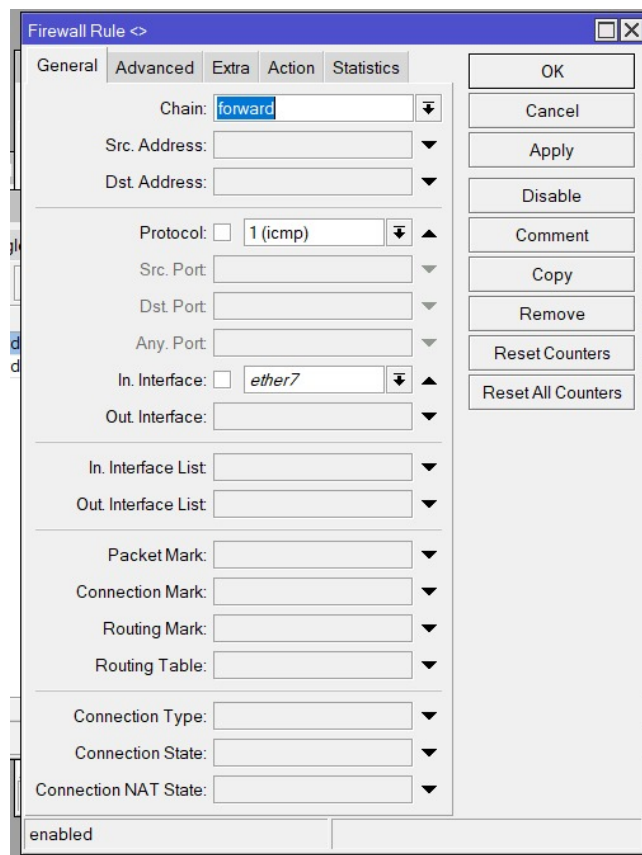 Firewall Rule <>
General Advanced Extra Action Statistics
OK
Chain: forward
Cancel
Src. Address:
Apply
Dst. Address:
Disable
Protocol: 1 (icmp)
Comment
Src. Port
Copy
Dst. Port
Remove
Any. Port
Reset Counters
In. Interface: ether7
Reset All Counters
Out. Interface:
In. Interface List:
Out. Interface List:
Packet Mark:
Connection Mark:
Routing Mark:
Routing Table:
Connection Type:
Connection State:
Connection NAT State:
enabled